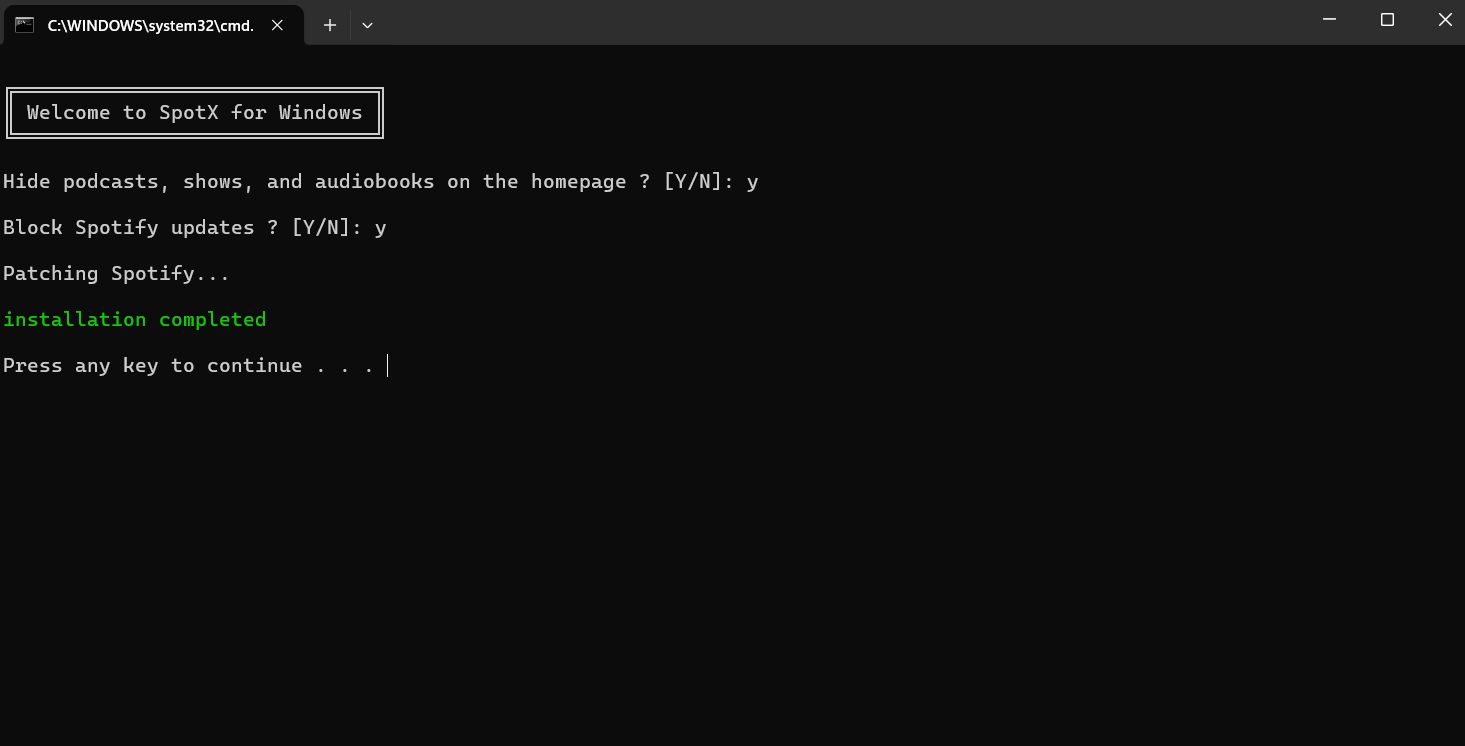 C:\WINDOWS\system32\cmd.
Welcome to SpotX for Windows
Hide podcasts, shows, and audiobooks on the homepage ? [Y/N]: y
Block Spotify updates ? [Y/N]: y
Patching Spotify...
installation completed
Press any key to continue . . .